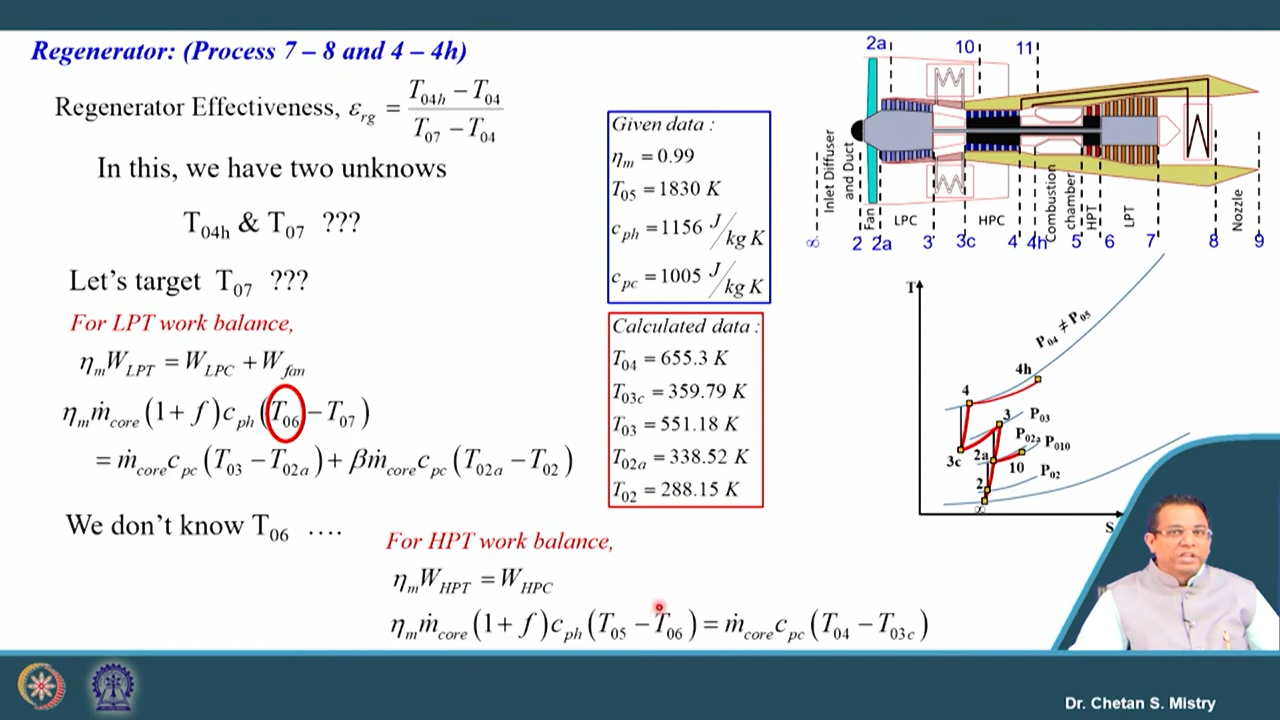 Regenerator: (Process 7 – 8 and 4 – 4h)
Regenerator Effectiveness, ε_rg = (T_04h − T_04) / (T_07 − T_04)
In this, we have two unknows
T_04h & T_07 ???
Let's target T_07 ???
For LPT work balance,
η_m W_LPT = W_LPC + W_fan
η_m ṁ_core (1 + f) c_ph (T_06 − T_07)
= ṁ_core c_pc (T_03 − T_02a) + β ṁ_core c_pc (T_02a − T_02)
We don't know T_06 ….
For HPT work balance,
η_m W_HPT = W_HPC
η_m ṁ_core (1 + f) c_ph (T_05 − T_06) = ṁ_core c_pc (T_04 − T_03c)
Given data :
η_m = 0.99
T_05 = 1830 K
c_ph = 1156 J/kg K
c_pc = 1005 J/kg K
Calculated data :
T_04 = 655.3 K
T_03c = 359.79 K
T_03 = 551.18 K
T_02a = 338.52 K
T_02 = 288.15 K
2a 10 11
Inlet Diffuser
and Duct
Fan
LPC
HPC
Combustion
chamber
HPT
LPT
Nozzle
∞ 2 2a 3 3c 4 4h 5 6 7 8 9
T
P_04 ≠ P_05
4h
4
3
P_03
P_02a
P_010
3c
2a
10
P_02
2
∞
S
Dr. Chetan S. Mistry